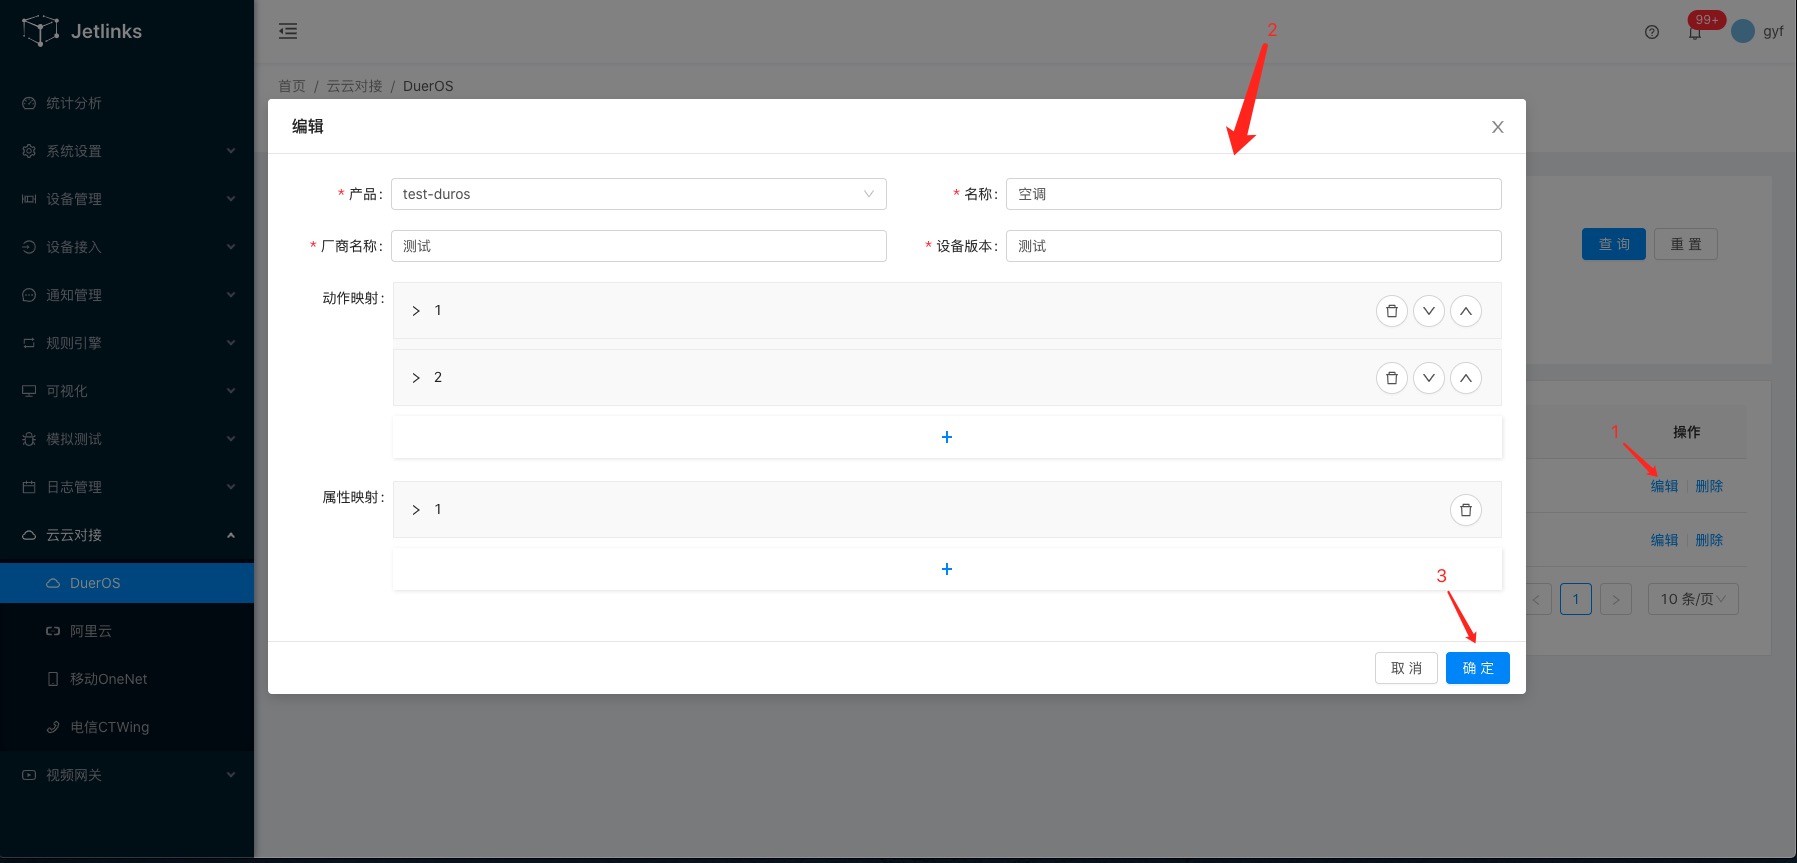 Jetlinks
99+
gyf
2
首页 / 云云对接 / DuerOS
统计分析
系统设置
设备管理
设备接入
通知管理
规则引擎
可视化
模拟测试
日志管理
云云对接
DuerOS
阿里云
移动OneNet
电信CTWing
视频网关
编辑
* 产品: test-duros
* 名称: 空调
* 厂商名称: 测试
* 设备版本: 测试
动作映射:
1
2
+
属性映射:
1
+
3
取 消
确 定
查 询
重 置
操作
1
编辑 删除
编辑 删除
< 1 > 10 条/页